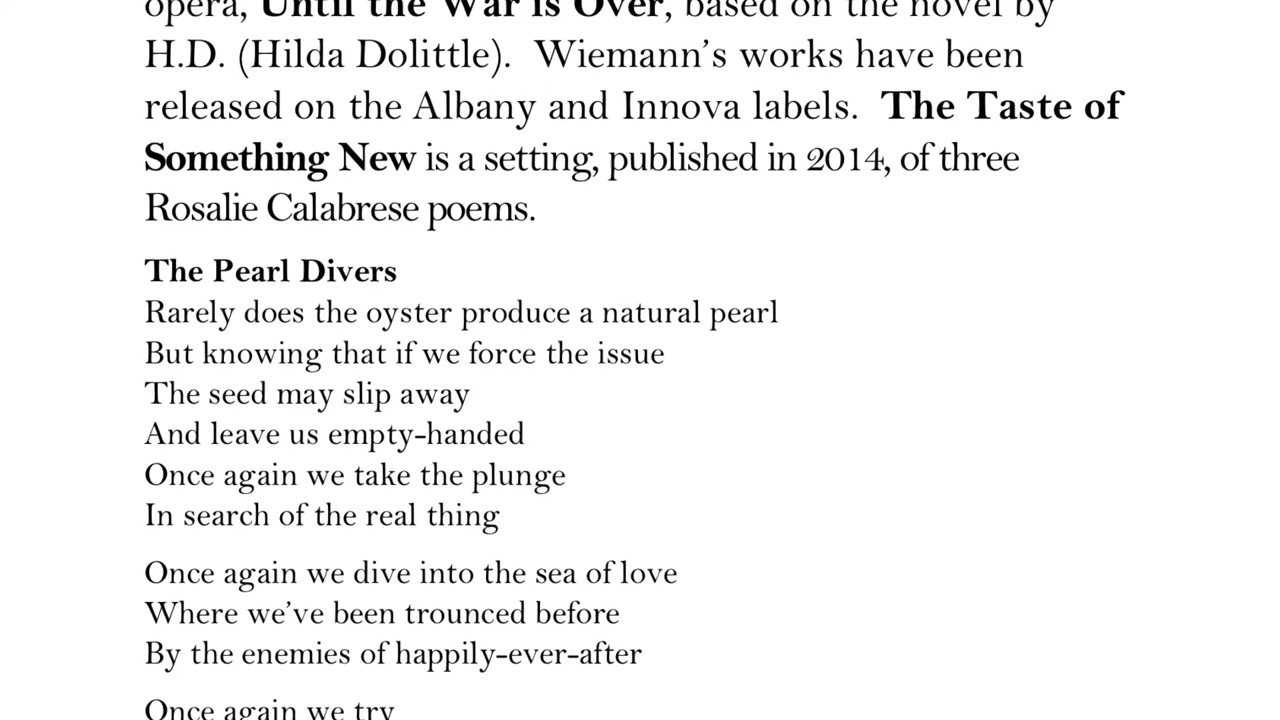 opera, Until the War is Over, based on the novel by
H.D. (Hilda Dolittle).  Wiemann’s works have been
released on the Albany and Innova labels.  The Taste of
Something New is a setting, published in 2014, of three
Rosalie Calabrese poems.
The Pearl Divers
Rarely does the oyster produce a natural pearl
But knowing that if we force the issue
The seed may slip away
And leave us empty-handed
Once again we take the plunge
In search of the real thing
Once again we dive into the sea of love
Where we’ve been trounced before
By the enemies of happily-ever-after
Once again we try